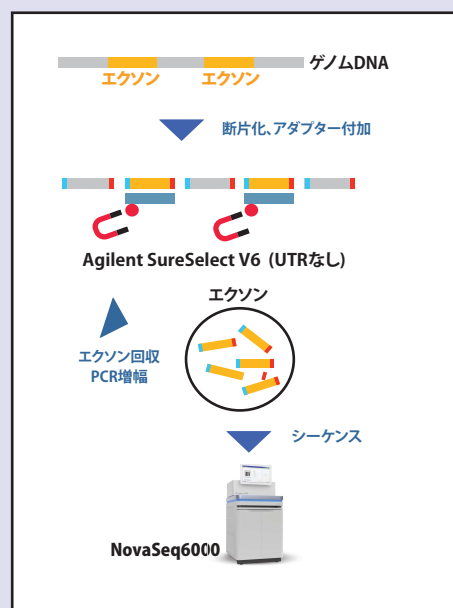 ゲノムDNA
エクソン エクソン
断片化、アダプター付加
Agilent SureSelect V6 (UTRなし)
エクソン
エクソン回収
PCR増幅
シーケンス
NovaSeq6000